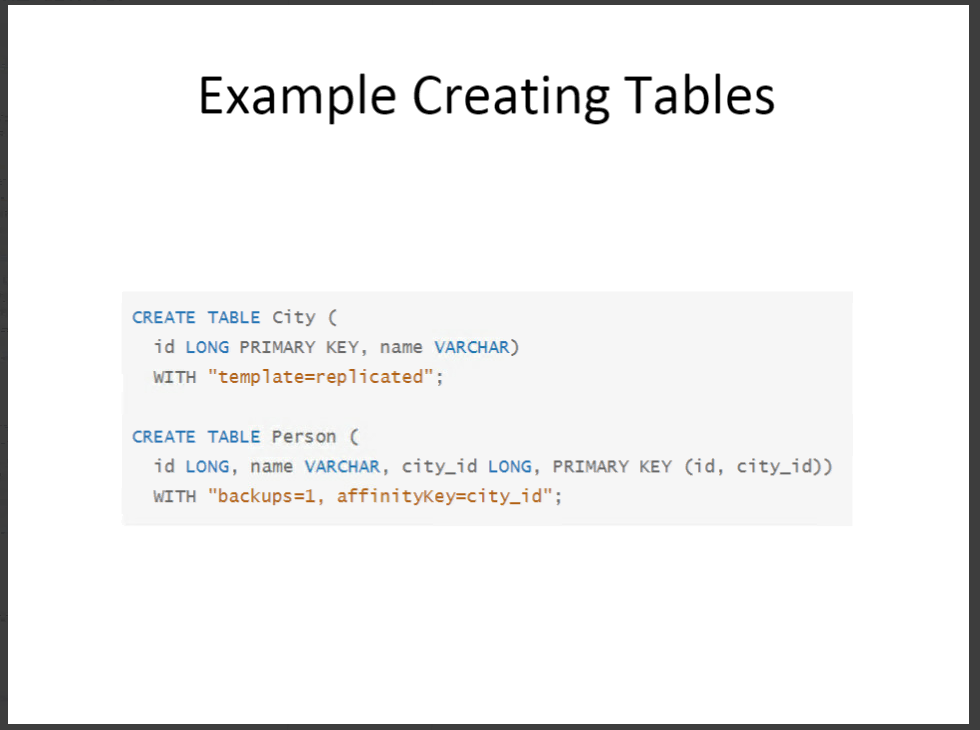 Example Creating Tables
CREATE TABLE City (
  id LONG PRIMARY KEY, name VARCHAR)
  WITH "template=replicated";
CREATE TABLE Person (
  id LONG, name VARCHAR, city_id LONG, PRIMARY KEY (id, city_id))
  WITH "backups=1, affinityKey=city_id";